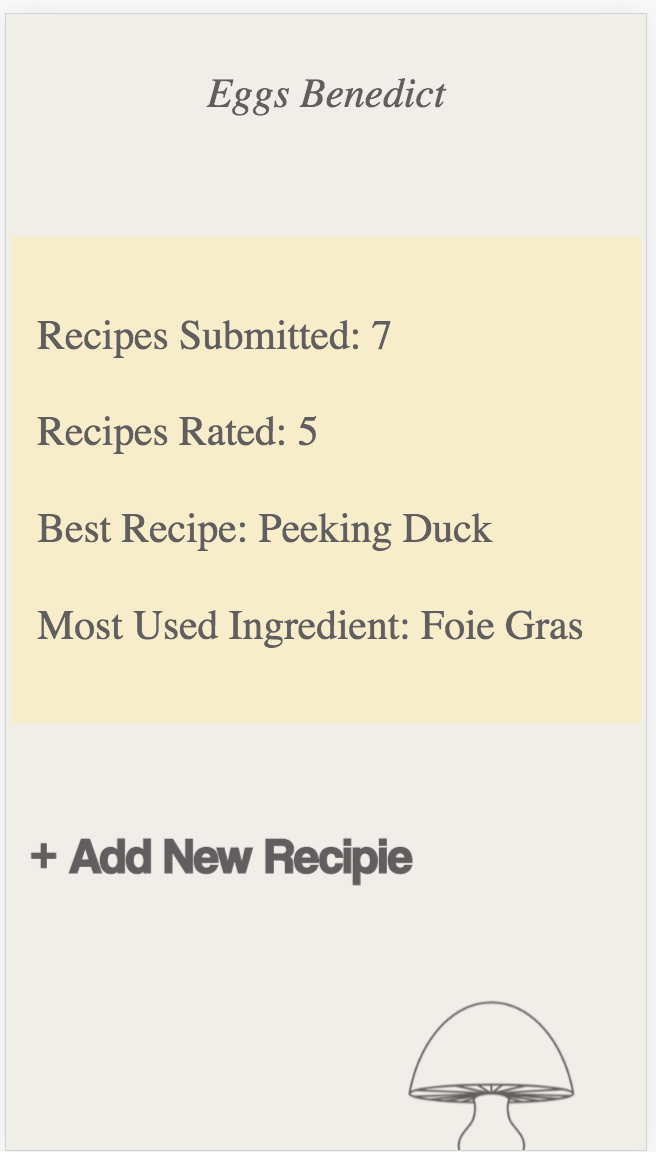 Eggs Benedict
Recipes Submitted: 7
Recipes Rated: 5
Best Recipe: Peeking Duck
Most Used Ingredient: Foie Gras
+ Add New Recipie